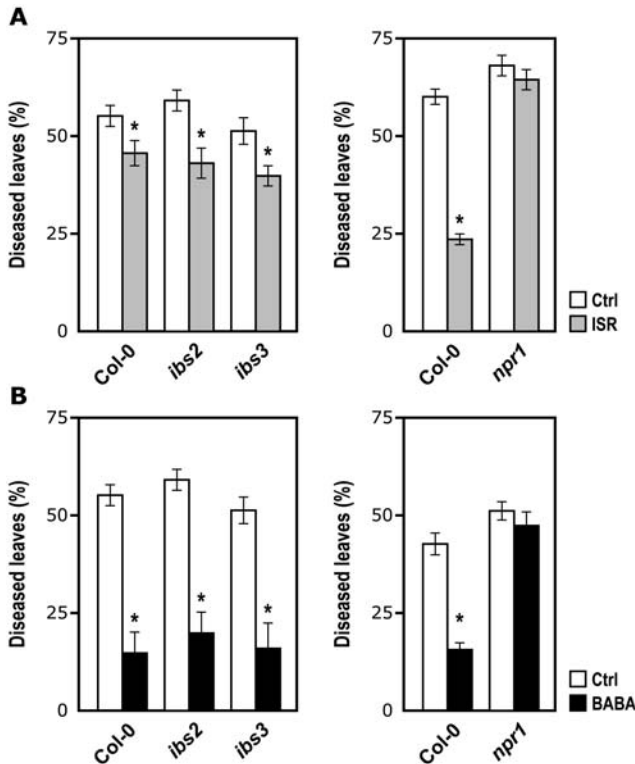 A
Diseased leaves (%)
75
50
25
0
* * *
Col-0 ibs2 ibs3
Diseased leaves (%)
75
50
25
0
*
Col-0 npr1
Ctrl
ISR
B
Diseased leaves (%)
75
50
25
0
* * *
Col-0 ibs2 ibs3
Diseased leaves (%)
75
50
25
0
*
Col-0 npr1
Ctrl
BABA